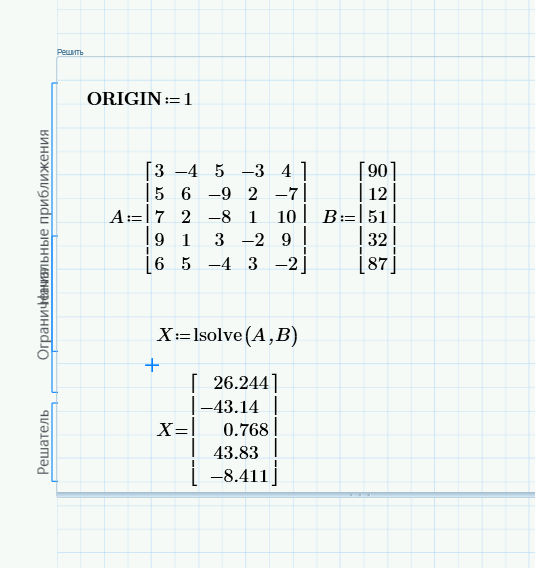 Решить
ORIGIN:=1
Начальные приближения
3 −4 5 −3 4
5 6 −9 2 −7
A:= 7 2 −8 1 10
9 1 3 −2 9
6 5 −4 3 −2
90
12
B:= 51
32
87
Ограничения
X:=lsolve(A,B)
26.244
−43.14
X= 0.768
43.83
−8.411
Решатель